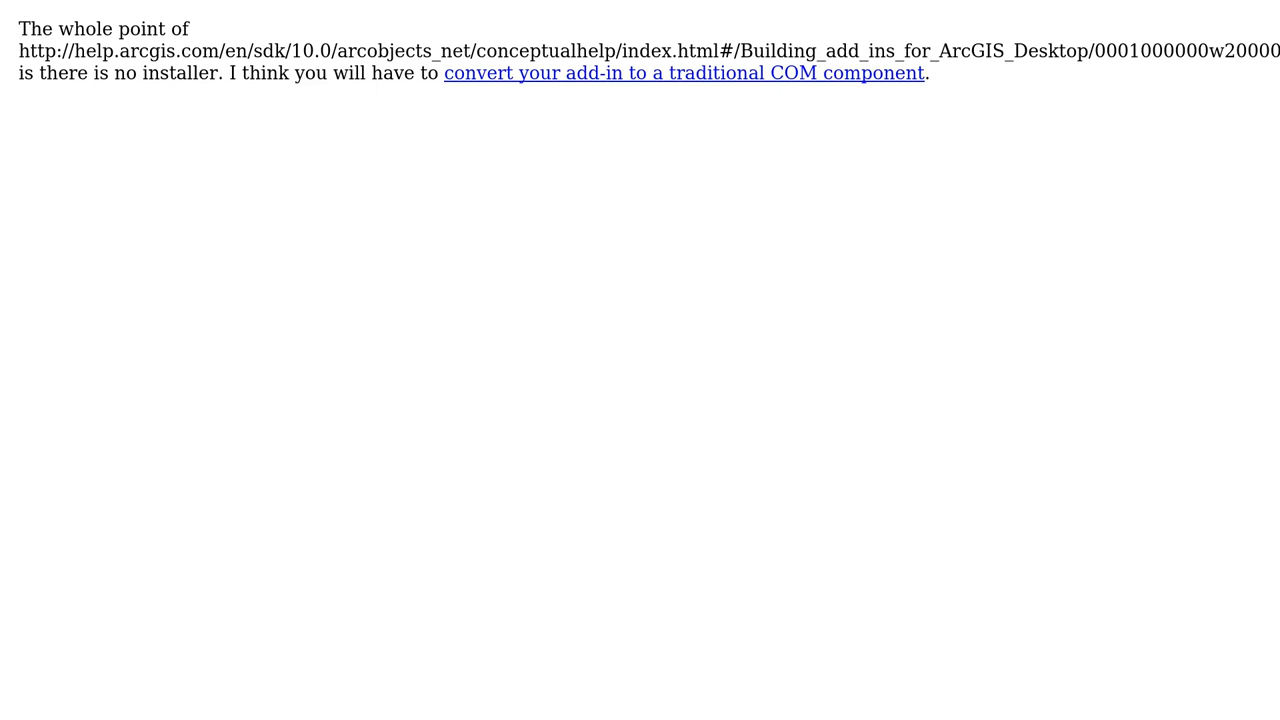 The whole point of
http://help.arcgis.com/en/sdk/10.0/arcobjects_net/conceptualhelp/index.html#/Building_add_ins_for_ArcGIS_Desktop/0001000000w20000
is there is no installer. I think you will have to convert your add-in to a traditional COM component.